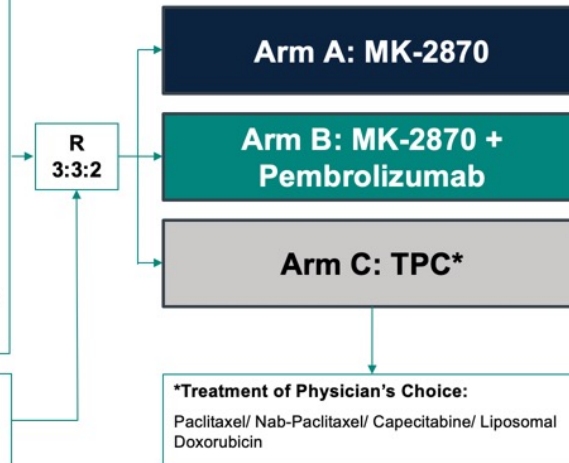 R
3:3:2
Arm A: MK-2870
Arm B: MK-2870 +
Pembrolizumab
Arm C: TPC*
*Treatment of Physician's Choice:
Paclitaxel/ Nab-Paclitaxel/ Capecitabine/ Liposomal
Doxorubicin